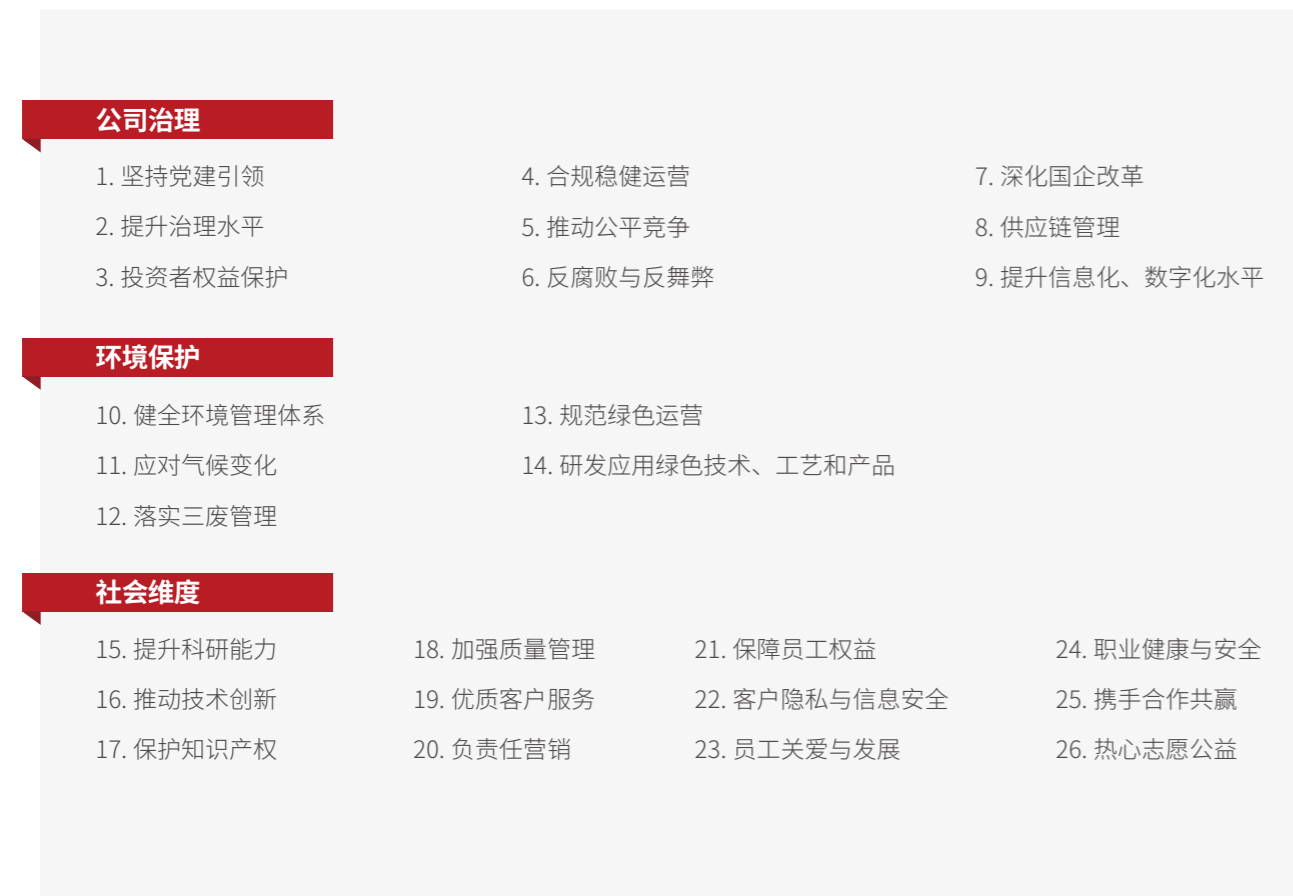 公司治理
1. 坚持党建引领
2. 提升治理水平
3. 投资者权益保护
4. 合规稳健运营
5. 推动公平竞争
6. 反腐败与反舞弊
7. 深化国企改革
8. 供应链管理
9. 提升信息化、数字化水平
环境保护
10. 健全环境管理体系
11. 应对气候变化
12. 落实三废管理
13. 规范绿色运营
14. 研发应用绿色技术、工艺和产品
社会维度
15. 提升科研能力
16. 推动技术创新
17. 保护知识产权
18. 加强质量管理
19. 优质客户服务
20. 负责任营销
21. 保障员工权益
22. 客户隐私与信息安全
23. 员工关爱与发展
24. 职业健康与安全
25. 携手合作共赢
26. 热心志愿公益